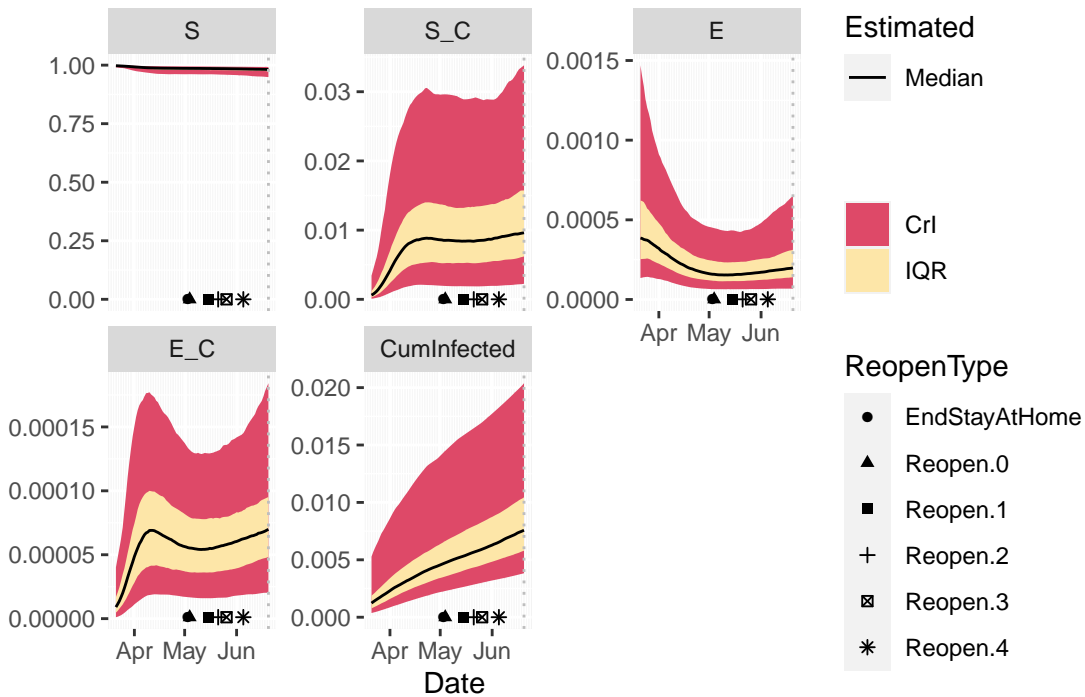 S
S_C
E
1.00
0.75
0.50
0.25
0.00
0.03
0.02
0.01
0.00
0.0015
0.0010
0.0005
0.0000
Apr May Jun
E_C
CumInfected
0.00015
0.00010
0.00005
0.00000
Apr May Jun
0.020
0.015
0.010
0.005
0.000
Apr May Jun
Date
Estimated
Median
CrI
IQR
ReopenType
EndStayAtHome
Reopen.0
Reopen.1
Reopen.2
Reopen.3
Reopen.4